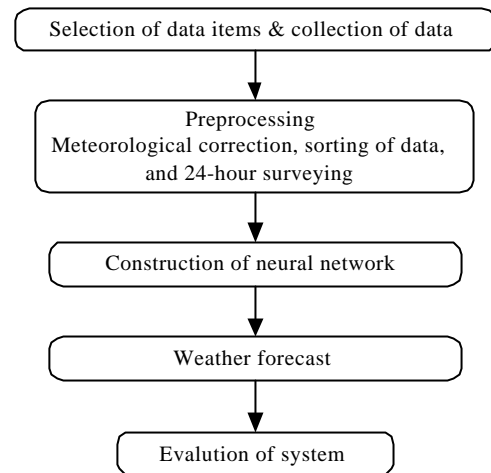 Selection of data items & collection of data
Preprocessing
Meteorological correction, sorting of data,
and 24-hour surveying
Construction of neural network
Weather forecast
Evalution of system